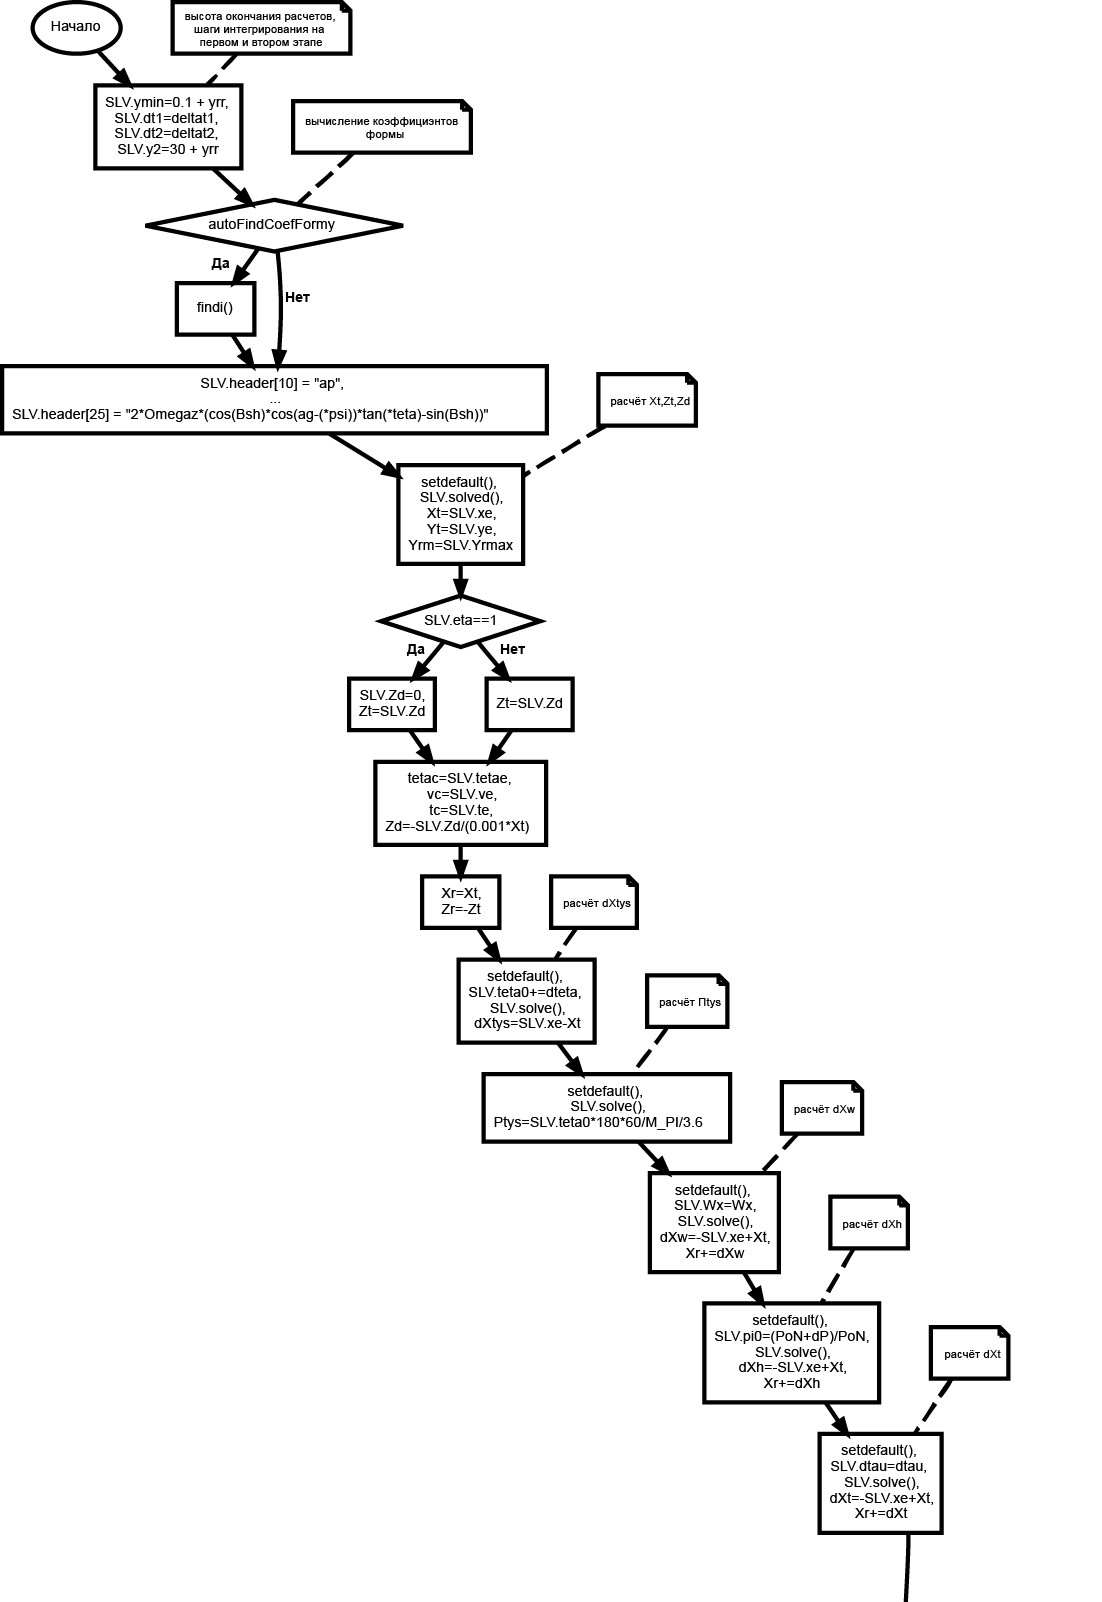 Начало
высота окончания расчетов,
шаги интегрирования на
первом и втором этапе
SLV.ymin=0.1 + yrr,
SLV.dt1=deltat1,
SLV.dt2=deltat2,
SLV.y2=30 + yrr
вычисление коэффициэнтов
формы
autoFindCoefFormy
Да
Нет
findi()
SLV.header[10] = "ap",
...
SLV.header[25] = "2*Omegaz*(cos(Bsh)*cos(ag-(*psi))*tan(*teta)-sin(Bsh))"
расчёт Xt,Zt,Zd
setdefault(),
SLV.solved(),
Xt=SLV.xe,
Yt=SLV.ye,
Yrm=SLV.Yrmax
SLV.eta==1
Да
Нет
SLV.Zd=0,
Zt=SLV.Zd
Zt=SLV.Zd
tetac=SLV.tetae,
vc=SLV.ve,
tc=SLV.te,
Zd=-SLV.Zd/(0.001*Xt)
Xr=Xt,
Zr=-Zt
расчёт dXtys
setdefault(),
SLV.teta0+=dteta,
SLV.solve(),
dXtys=SLV.xe-Xt
расчёт Пtys
setdefault(),
SLV.solve(),
Ptys=SLV.teta0*180*60/M_PI/3.6
расчёт dXw
setdefault(),
SLV.Wx=Wx,
SLV.solve(),
dXw=-SLV.xe+Xt,
Xr+=dXw
расчёт dXh
setdefault(),
SLV.pi0=(PoN+dP)/PoN,
SLV.solve(),
dXh=-SLV.xe+Xt,
Xr+=dXh
расчёт dXt
setdefault(),
SLV.dtau=dtau,
SLV.solve(),
dXt=-SLV.xe+Xt,
Xr+=dXt